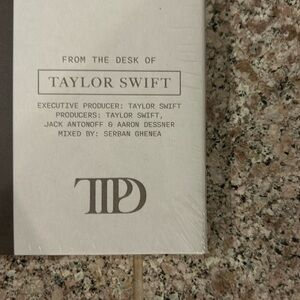 FROM THE DESK OF
TAYLOR SWIFT
EXECUTIVE PRODUCER: TAYLOR SWIFT
PRODUCERS: TAYLOR SWIFT,
JACK ANTONOFF & AARON DESSNER
MIXED BY: SERBAN GHENEA
TTPD